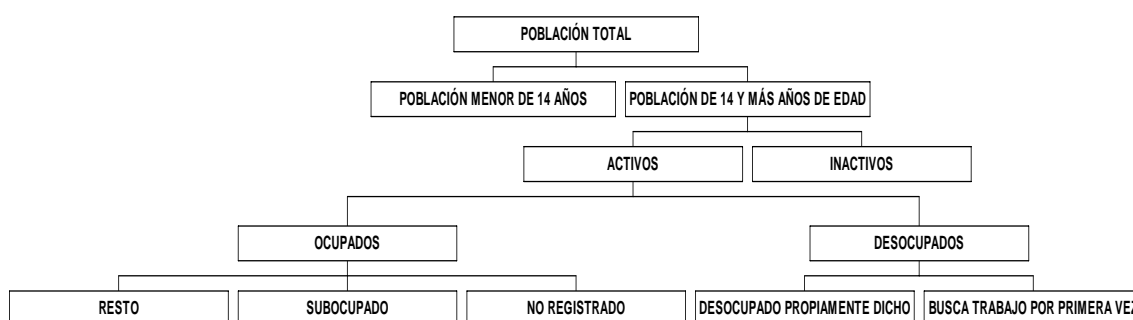 POBLACIÓN TOTAL
POBLACIÓN MENOR DE 14 AÑOS
POBLACIÓN DE 14 Y MÁS AÑOS DE EDAD
ACTIVOS
INACTIVOS
OCUPADOS
DESOCUPADOS
RESTO
SUBOCUPADO
NO REGISTRADO
DESOCUPADO PROPIAMENTE DICHO
BUSCA TRABAJO POR PRIMERA VEZ